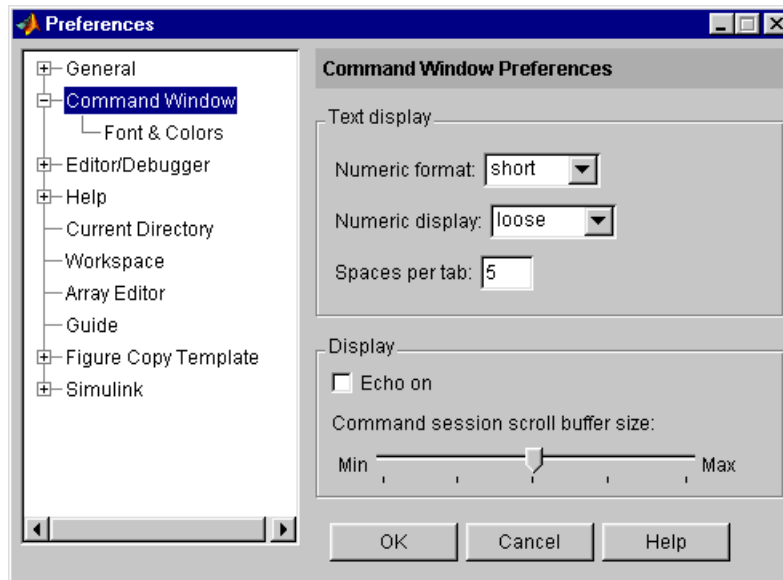 Preferences
General
Command Window
Font & Colors
Editor/Debugger
Help
Current Directory
Workspace
Array Editor
Guide
Figure Copy Template
Simulink
Command Window Preferences
Text display
Numeric format: short
Numeric display: loose
Spaces per tab: 5
Display
Echo on
Command session scroll buffer size:
Min Max
OK Cancel Help